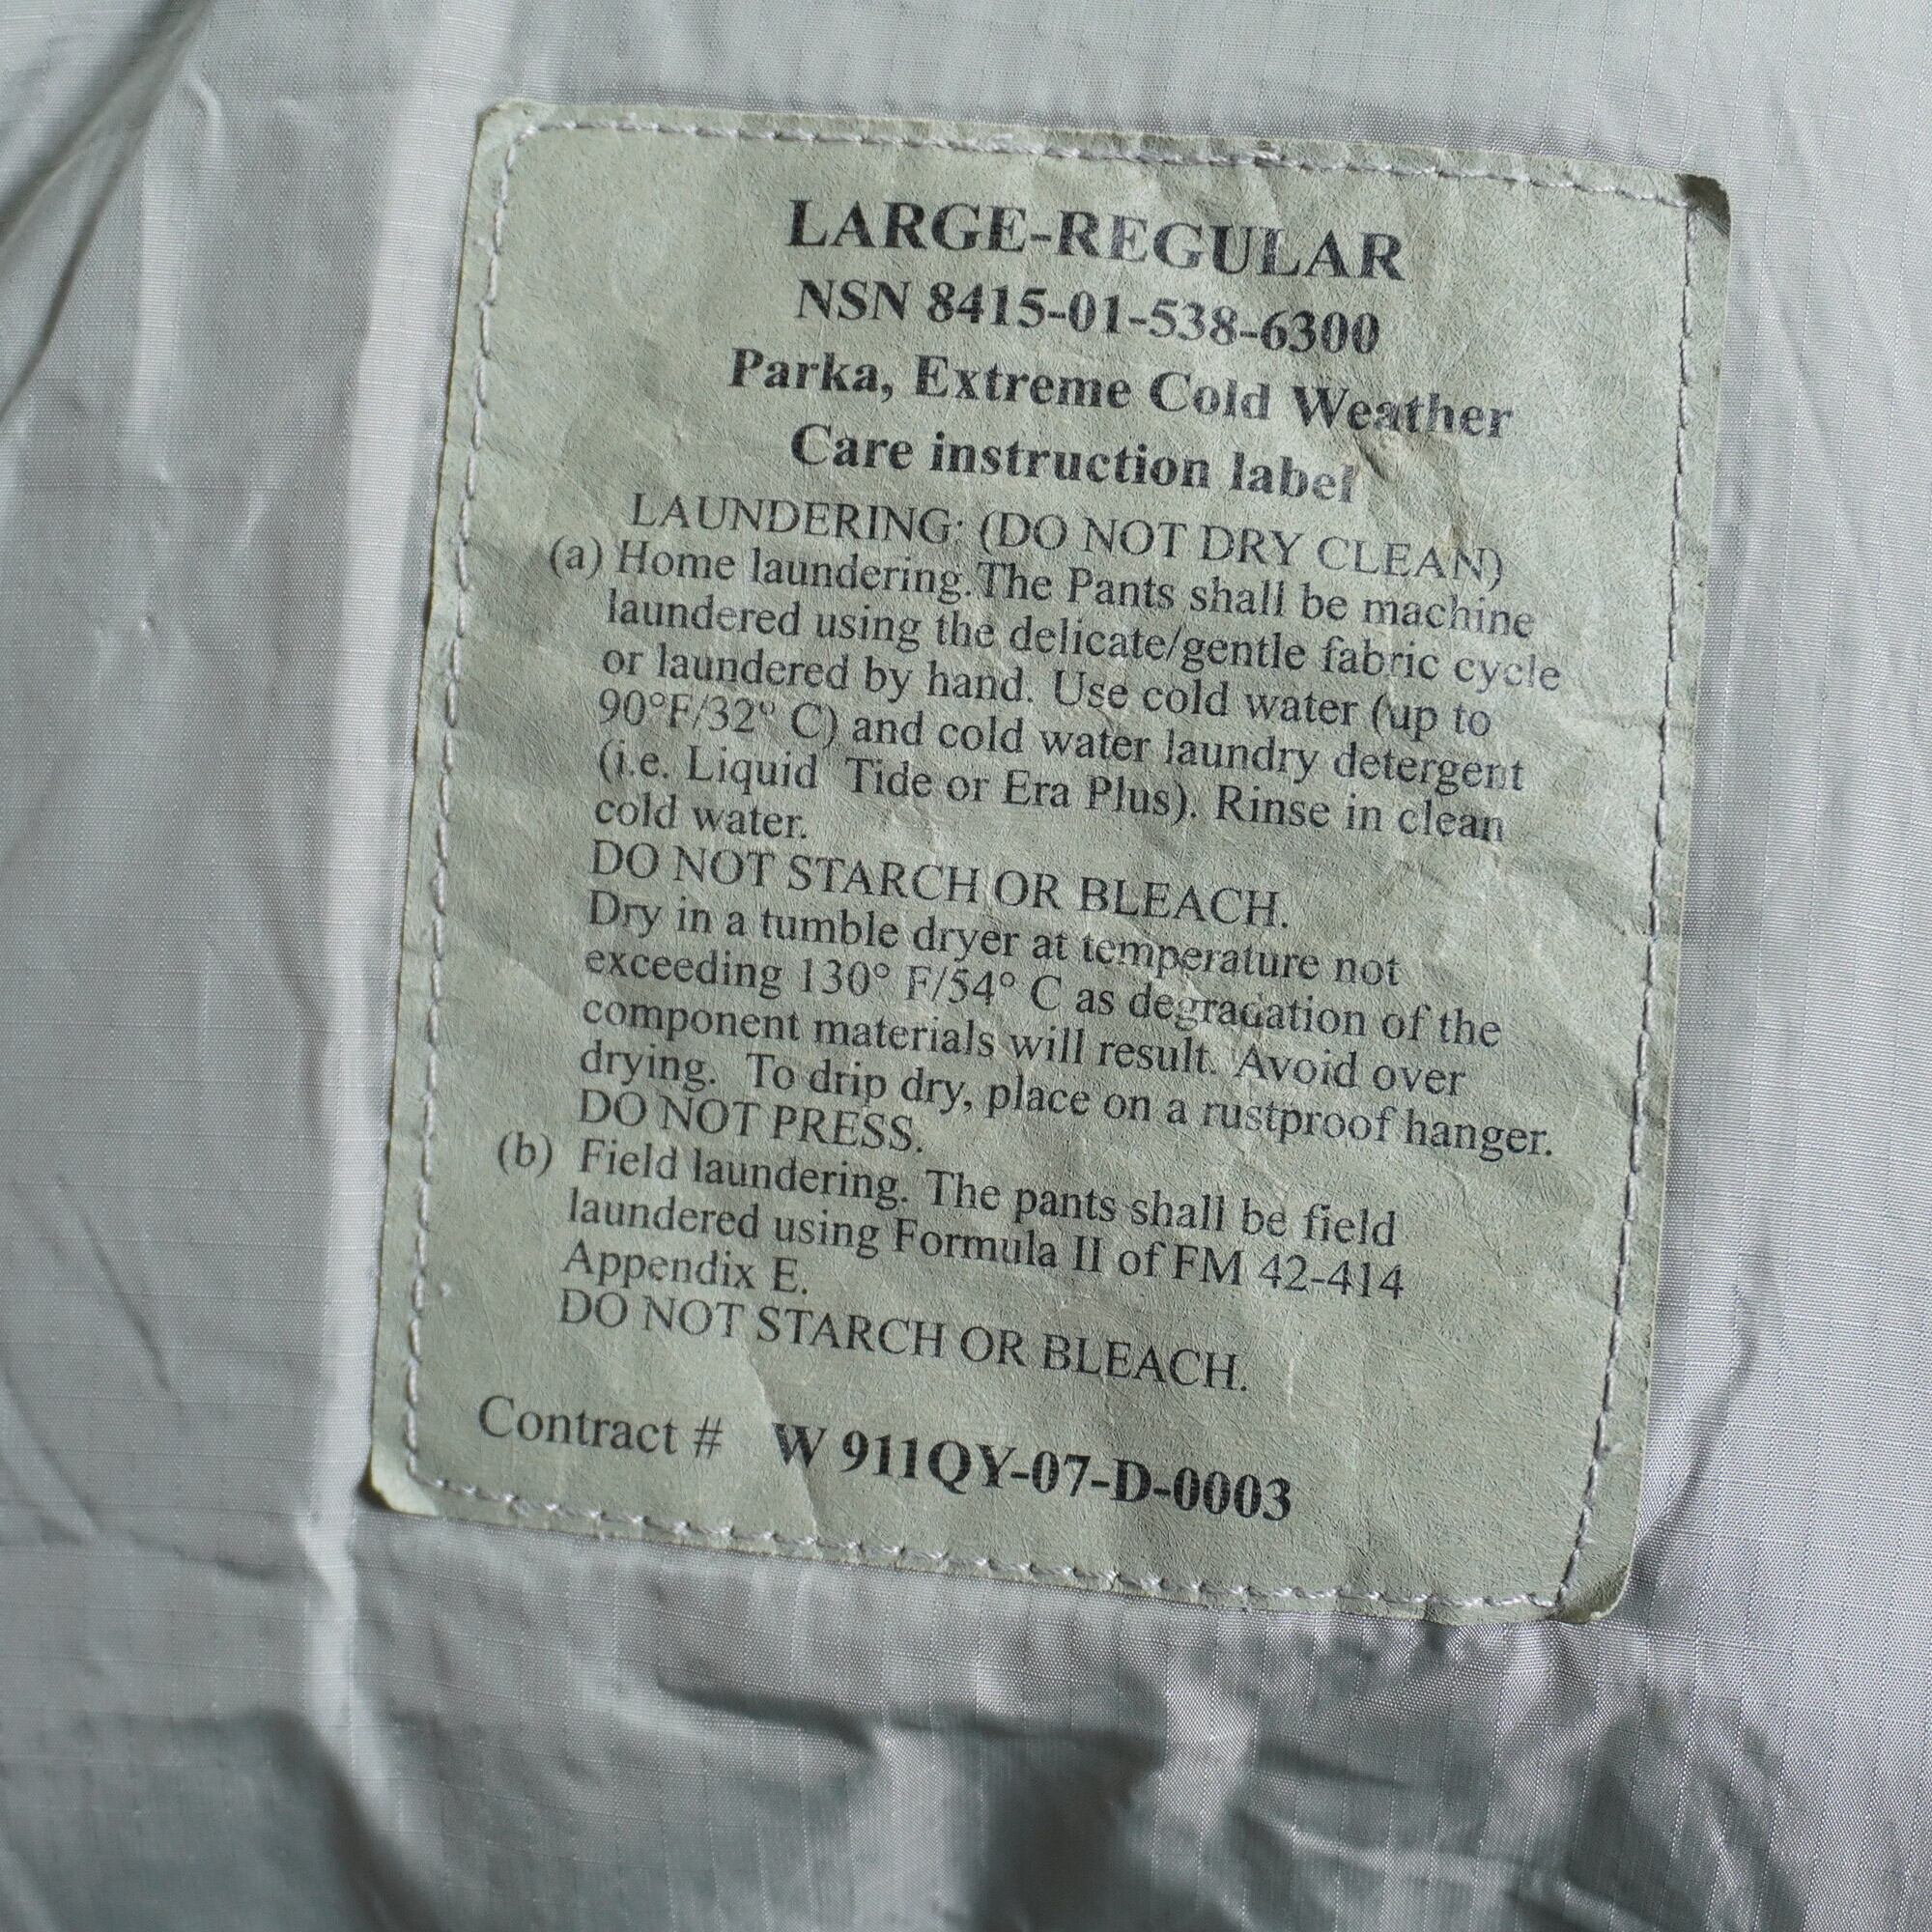 LARGE-REGULAR
NSN 8415-01-538-6300
Parka, Extreme Cold Weather
Care instruction label
LAUNDERING: (DO NOT DRY CLEAN)
(a) Home laundering.The Pants shall be machine
laundered using the delicate/gentle fabric cycle
or laundered by hand. Use cold water (up to
90°F/32° C) and cold water laundry detergent
(i.e. Liquid Tide or Era Plus). Rinse in clean
cold water.
DO NOT STARCH OR BLEACH.
Dry in a tumble dryer at temperature not
exceeding 130° F/54° C as degradation of the
component materials will result. Avoid over
drying. To drip dry, place on a rustproof hanger.
DO NOT PRESS.
(b) Field laundering. The pants shall be field
laundered using Formula II of FM 42-414
Appendix E.
DO NOT STARCH OR BLEACH.
Contract # W 911QY-07-D-0003